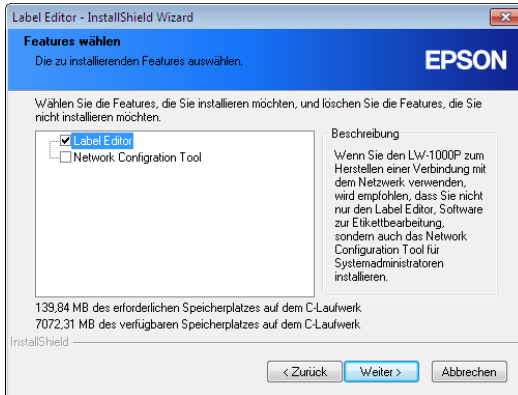 Label Editor - InstallShield Wizard
Features wählen
Die zu installierenden Features auswählen.
EPSON
Wählen Sie die Features, die Sie installieren möchten, und löschen Sie die Features, die Sie
nicht installieren möchten.
Label Editor
Network Configration Tool
Beschreibung
Wenn Sie den LW-1000P zum
Herstellen einer Verbindung mit
dem Netzwerk verwenden,
wird empfohlen, dass Sie nicht
nur den Label Editor, Software
zur Etikettbearbeitung,
sondern auch das Network
Configuration Tool für
Systemadministratoren
installieren.
139,84 MB des erforderlichen Speicherplatzes auf dem C-Laufwerk
7072,31 MB des verfügbaren Speicherplatzes auf dem C-Laufwerk
InstallShield
< Zurück
Weiter >
Abbrechen